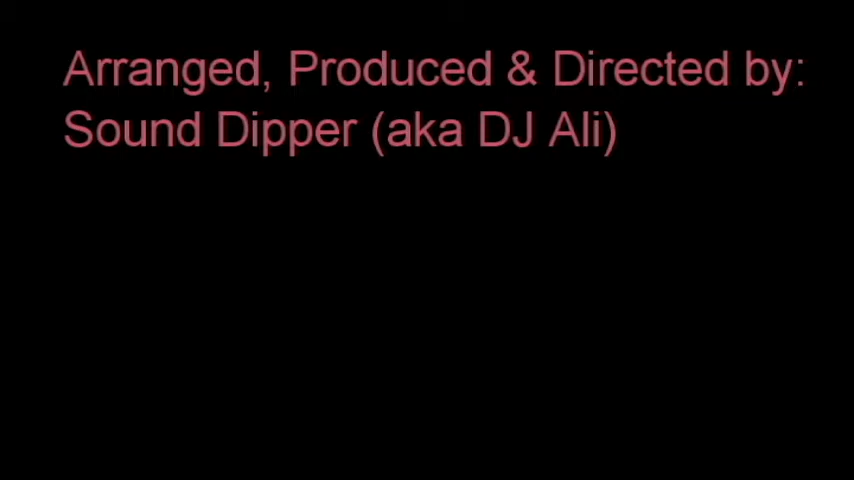 Arranged, Produced & Directed by:
Sound Dipper (aka DJ Ali)